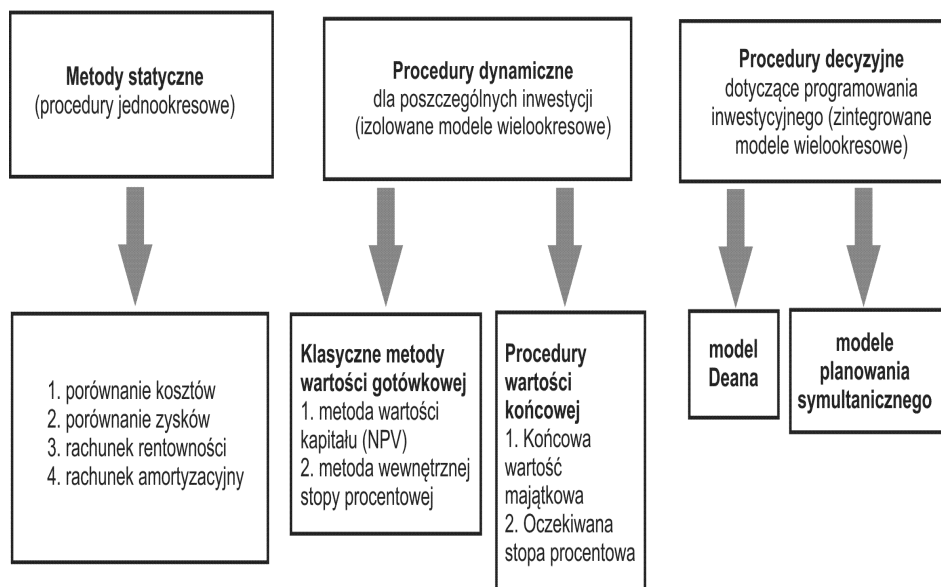 Metody statyczne
(procedury jednookresowe)
Procedury dynamiczne
dla poszczególnych inwestycji
(izolowane modele wielookresowe)
Procedury decyzyjne
dotyczące programowania
inwestycyjnego (zintegrowane
modele wielookresowe)
1. porównanie kosztów
2. porównanie zysków
3. rachunek rentowności
4. rachunek amortyzacyjny
Klasyczne metody
wartości gotówkowej
1. metoda wartości
kapitału (NPV)
2. metoda wewnętrznej
stopy procentowej
Procedury
wartości
końcowej
1. Końcowa
wartość
majątkowa
2. Oczekiwana
stopa procentowa
model
Deana
modele
planowania
symultanicznego